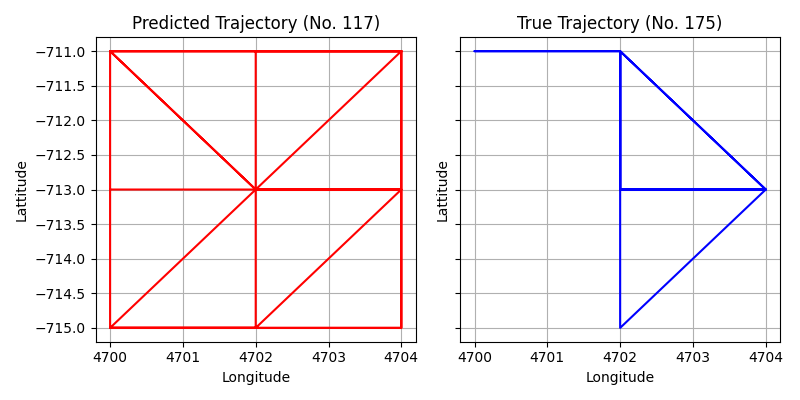 Predicted Trajectory (No. 117)
True Trajectory (No. 175)
−711.0
−711.5
−712.0
−712.5
−713.0
−713.5
−714.0
−714.5
−715.0
Lattitude
4700 4701 4702 4703 4704
Longitude
Lattitude
4700 4701 4702 4703 4704
Longitude